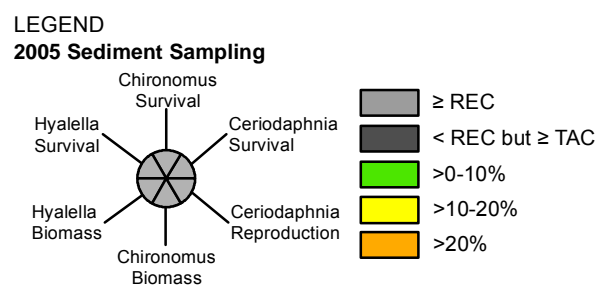 LEGEND
2005 Sediment Sampling
Chironomus
Survival
Hyalella
Survival
Ceriodaphnia
Survival
Hyalella
Biomass
Ceriodaphnia
Reproduction
Chironomus
Biomass
≥ REC
< REC but ≥ TAC
>0-10%
>10-20%
>20%